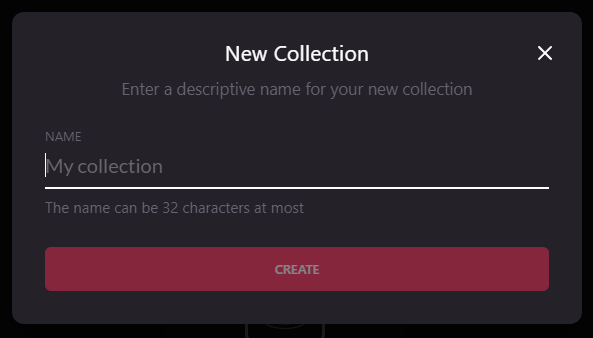 New Collection
Enter a descriptive name for your new collection
NAME
My collection
The name can be 32 characters at most
CREATE